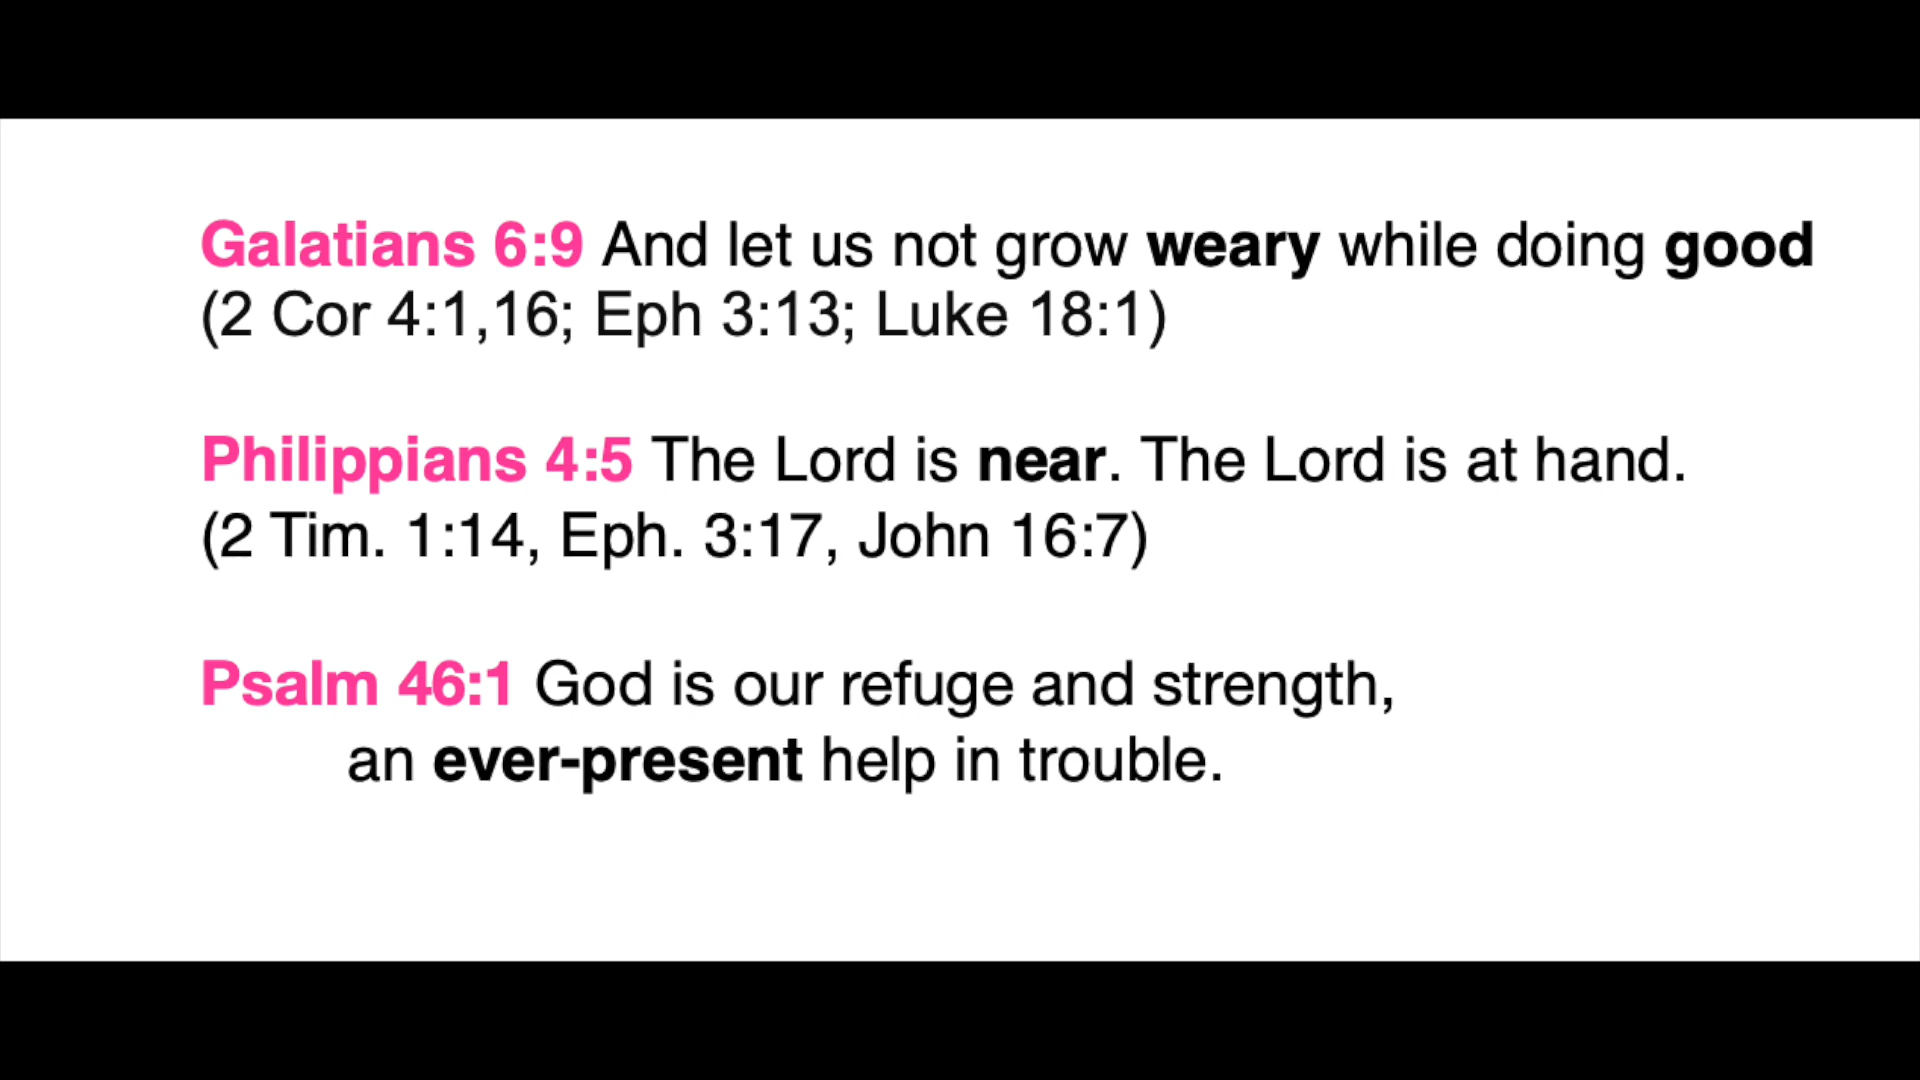 Galatians 6:9 And let us not grow weary while doing good
(2 Cor 4:1,16; Eph 3:13; Luke 18:1)
Philippians 4:5 The Lord is near. The Lord is at hand.
(2 Tim. 1:14, Eph. 3:17, John 16:7)
Psalm 46:1 God is our refuge and strength,
an ever-present help in trouble.